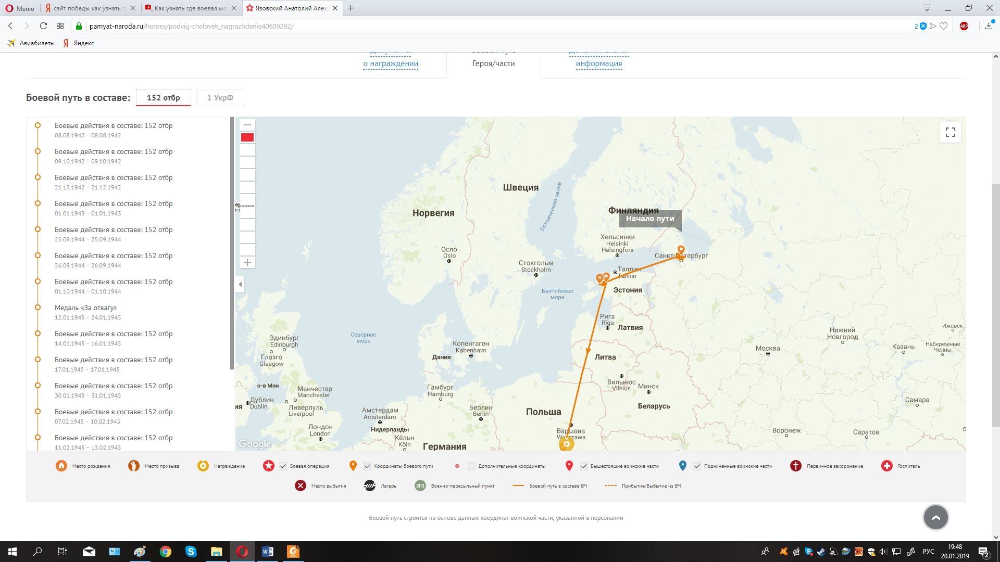 Меню
сайт победы как узнать г
Как узнать где воевал мо
Язовский Анатолий Алек
pamyat-naroda.ru/heroes/podvig-chelovek_nagrazhdenie40609292/
2
ABP
Авиабилеты
Яндекс
Документы
о награждении
Боевой путь
Героя/части
Дополнительная
информация
Боевой путь в составе:
152 отбр
1 УкрФ
Боевые действия в составе: 152 отбр
08.08.1942 - 08.08.1942
Боевые действия в составе: 152 отбр
09.10.1942 - 09.10.1942
Боевые действия в составе: 152 отбр
21.12.1942 - 21.12.1942
Боевые действия в составе: 152 отбр
01.01.1943 - 01.01.1943
Боевые действия в составе: 152 отбр
25.09.1944 - 25.09.1944
Боевые действия в составе: 152 отбр
26.09.1944 - 26.09.1944
Боевые действия в составе: 152 отбр
01.10.1944 - 01.10.1944
Медаль «За отвагу»
12.01.1945 - 24.01.1945
Боевые действия в составе: 152 отбр
14.01.1945 - 16.01.1945
Боевые действия в составе: 152 отбр
17.01.1945 - 17.01.1945
Боевые действия в составе: 152 отбр
30.01.1945 - 31.01.1945
Боевые действия в составе: 152 отбр
07.02.1945 - 10.02.1945
Боевые действия в составе: 152 отбр
11.02.1945 - 13.02.1945
Швеция
Норвегия
Ботнический залив
Финляндия
Начало пути
Хельсинки
Helsinki
Helsingfors
Санкт-Петербург
Осло
Oslo
Стокгольм
Stockholm
Таллин
Tallinn
Балтийское
море
Эстония
Рига
Rīga
Латвия
Северное
море
Эдинбург
Edinburgh
Глазго
Glasgow
Копенгаген
København
Дания
Литва
Москва
Нижний
Новгород
Ижевск
Казань
Набережные
Челны
о-в Мэн
Манчестер
Manchester
Дублин
Dublin
Ливерпуль
Liverpool
Гамбург
Hamburg
Вильнюс
Vilnius
Минск
Беларусь
Самара
Амстердам
Amsterdam
Берлин
Berlin
Польша
Лондон
London
Нидерланды
Кёльн
Köln
Германия
Варшава
Warszawa
Воронеж
Саратов
Google
Место рождения
Место призыва
Награждение
Боевая операция
Координаты боевого пути
Дополнительные координаты
Вышестоящие воинские части
Подчиненные воинские части
Первичное захоронение
Госпиталь
Место выбытия
Лагерь
ВПП
Военно-пересыльный пункт
Боевой путь в составе ВЧ
Прибытие/Выбытие из ВЧ
Боевой путь строится на основе данных координат воинской части, указанной в персоналии
РУС
19:48
20.01.2019
2